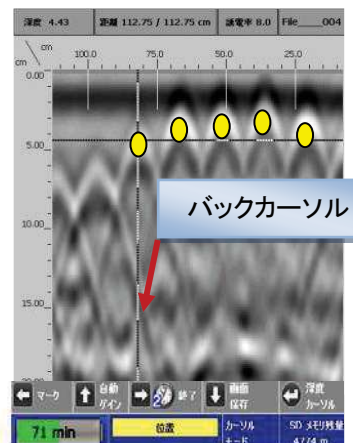 深度 4.43 距離 112.75 / 112.75 cm 誘電率 8.0 File___004
cm
cm 100.0 75.0 50.0 25.0
0.00
5.00
10.00
バックカーソル
15.00
マーク 自動ゲイン 終了 画面保存 深度カーソル
71 min 位置 カーソルモード SD メモリ残量 4774 m